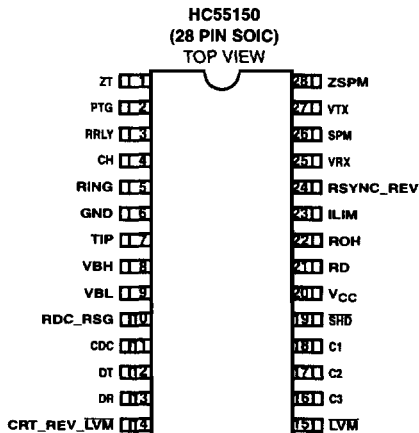 HC55150
(28 PIN SOIC)
TOP VIEW
ZT 1
PTG 2
RRLY 3
CH 4
RING 5
GND 6
TIP 7
VBH 8
VBL 9
RDC_RSG 10
CDC 11
DT 12
DR 13
CRT_REV_LVM 14
28 ZSPM
27 VTX
26 SPM
25 VRX
24 RSYNC_REV
23 ILIM
22 ROH
21 RD
20 VCC
19 SHD
18 C1
17 C2
16 C3
15 LVM